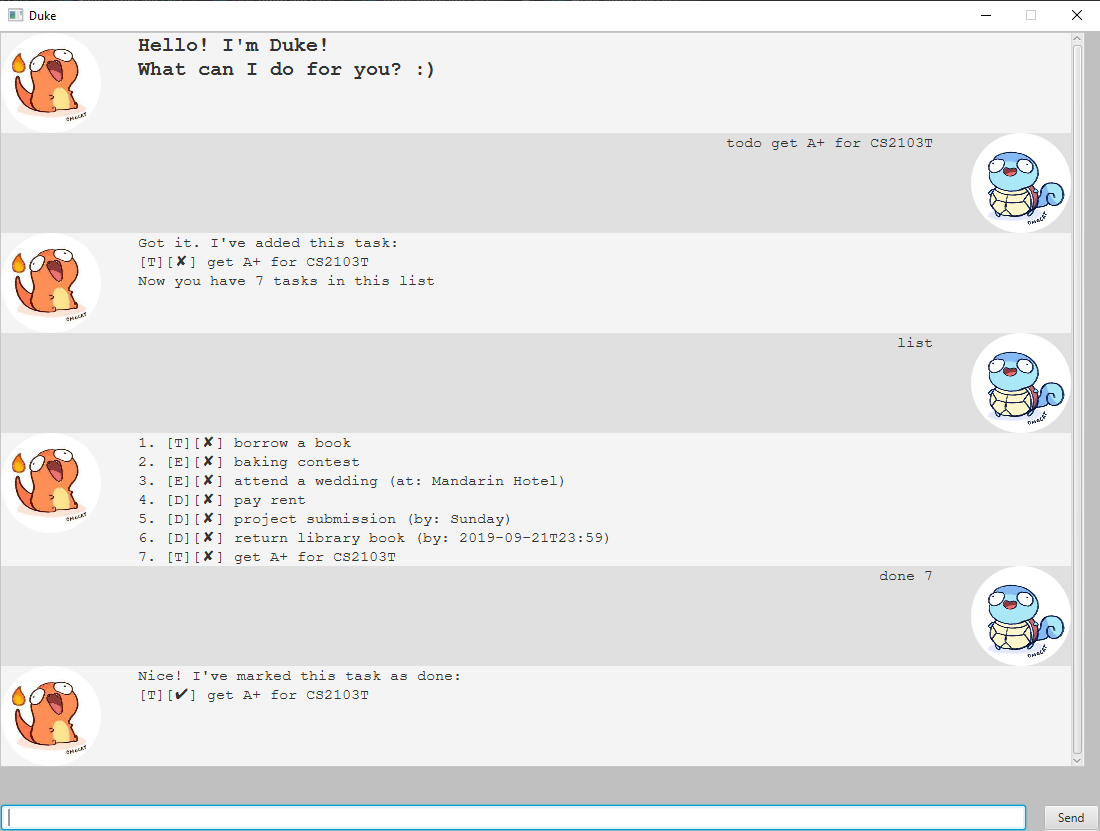 Duke
Hello! I'm Duke!
What can I do for you? :)
todo get A+ for CS2103T
Got it. I've added this task:
[T][✘] get A+ for CS2103T
Now you have 7 tasks in this list
list
1. [T][✘] borrow a book
2. [E][✘] baking contest
3. [E][✘] attend a wedding (at: Mandarin Hotel)
4. [D][✘] pay rent
5. [D][✘] project submission (by: Sunday)
6. [D][✘] return library book (by: 2019-09-21T23:59)
7. [T][✘] get A+ for CS2103T
done 7
Nice! I've marked this task as done:
[T][✔] get A+ for CS2103T
Send